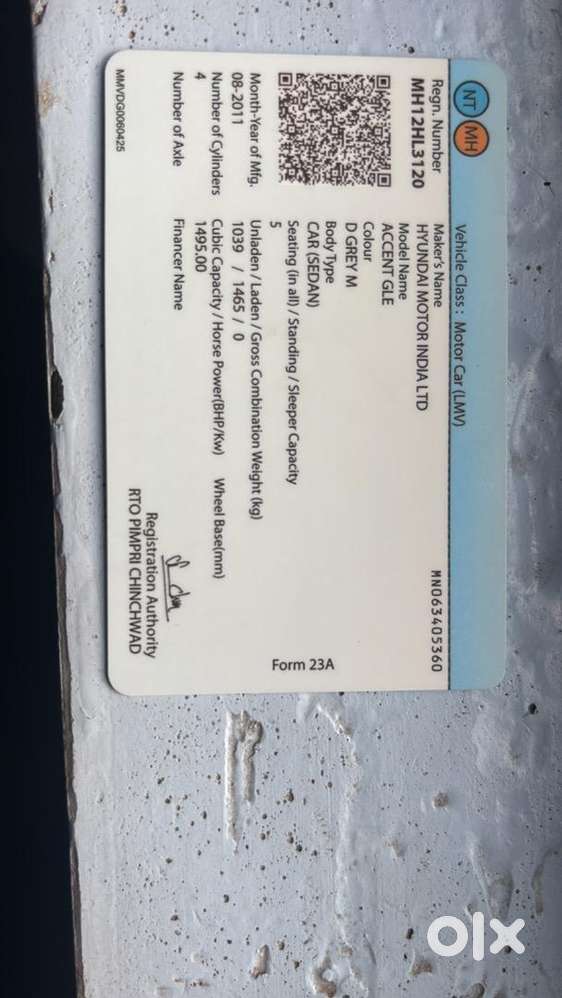 NT MH
Vehicle Class : Motor Car (LMV)
Regn. Number
MH12HL3120
MN063405360
Maker's Name
HYUNDAI MOTOR INDIA LTD
Model Name
ACCENT GLE
Colour
D GREY M
Body Type
CAR (SEDAN)
Seating (in all) / Standing / Sleeper Capacity
5
Form 23A
Month-Year of Mfg.
08-2011
Unladen / Laden / Gross Combination Weight (kg)
1039 / 1465 / 0
Number of Cylinders
4
Cubic Capacity / Horse Power(BHP/Kw)
1495.00
Wheel Base(mm)
Number of Axle
Financer Name
Registration Authority
RTO PIMPRI CHINCHWAD
MMVDG0060425
olx